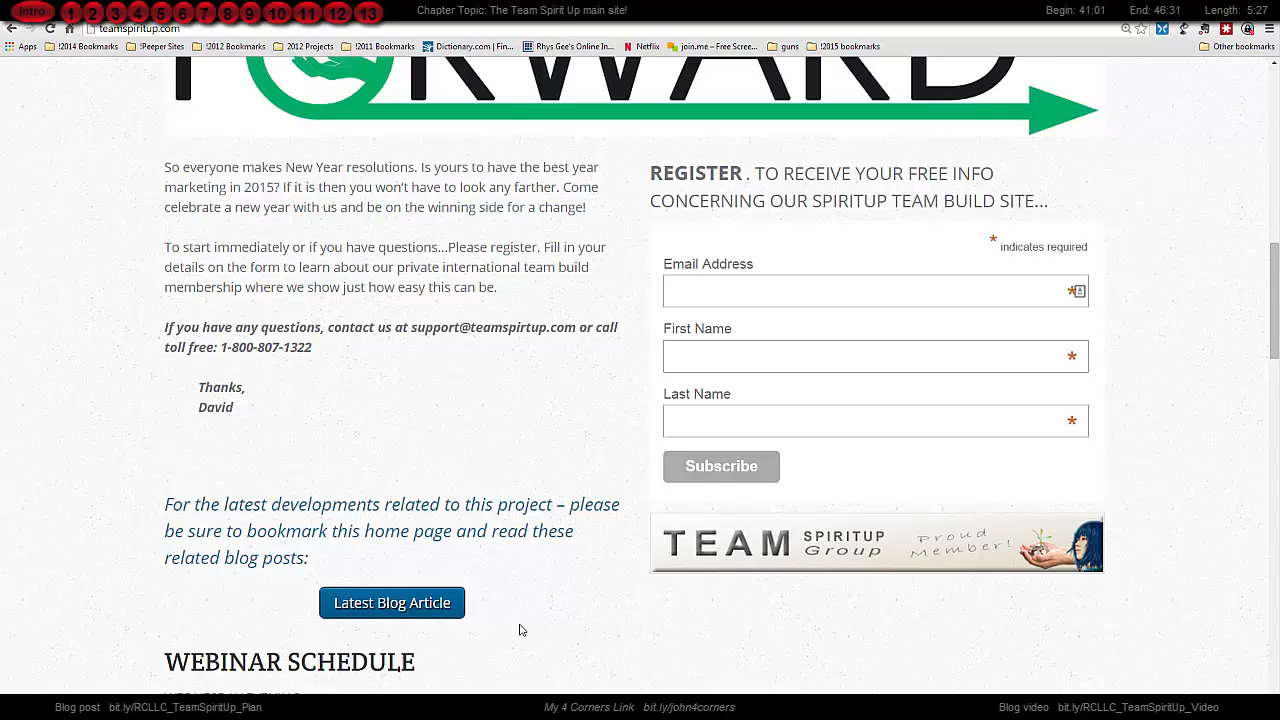 Intro 1 2 3 4 5 6 7 8 9 10 11 12 13
Chapter Topic: The Team Spirit Up main site!
Begin: 41:01 End: 46:31 Length: 5:27
teamspiritup.com
Apps !2014 Bookmarks !Peeper Sites !2012 Bookmarks 2012 Projects !2011 Bookmarks Dictionary.com | Fin... Rhys Gee's Online In... Netflix join.me – Free Scree... guns !2015 bookmarks Other bookmarks
FORWARD
So everyone makes New Year resolutions. Is yours to have the best year
marketing in 2015? If it is then you won't have to look any farther. Come
celebrate a new year with us and be on the winning side for a change!
To start immediately or if you have questions...Please register. Fill in your
details on the form to learn about our private international team build
membership where we show just how easy this can be.
If you have any questions, contact us at support@teamspirtup.com or call
toll free: 1-800-807-1322
Thanks,
David
For the latest developments related to this project – please
be sure to bookmark this home page and read these
related blog posts:
Latest Blog Article
WEBINAR SCHEDULE
REGISTER . TO RECEIVE YOUR FREE INFO
CONCERNING OUR SPIRITUP TEAM BUILD SITE...
* indicates required
Email Address
*
First Name
*
Last Name
*
Subscribe
TEAM SPIRITUP Group Proud Member!
Blog post bit.ly/RCLLC_TeamSpiritUp_Plan
My 4 Corners Link bit.ly/john4corners
Blog video bit.ly/RCLLC_TeamSpiritUp_Video